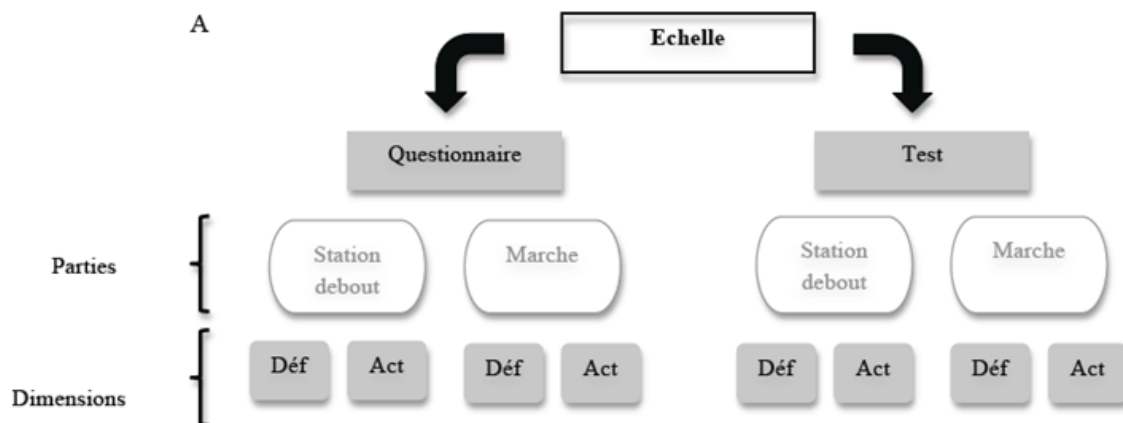 A
Echelle
Questionnaire
Test
Parties
Station
debout
Marche
Station
debout
Marche
Dimensions
Déf
Act
Déf
Act
Déf
Act
Déf
Act